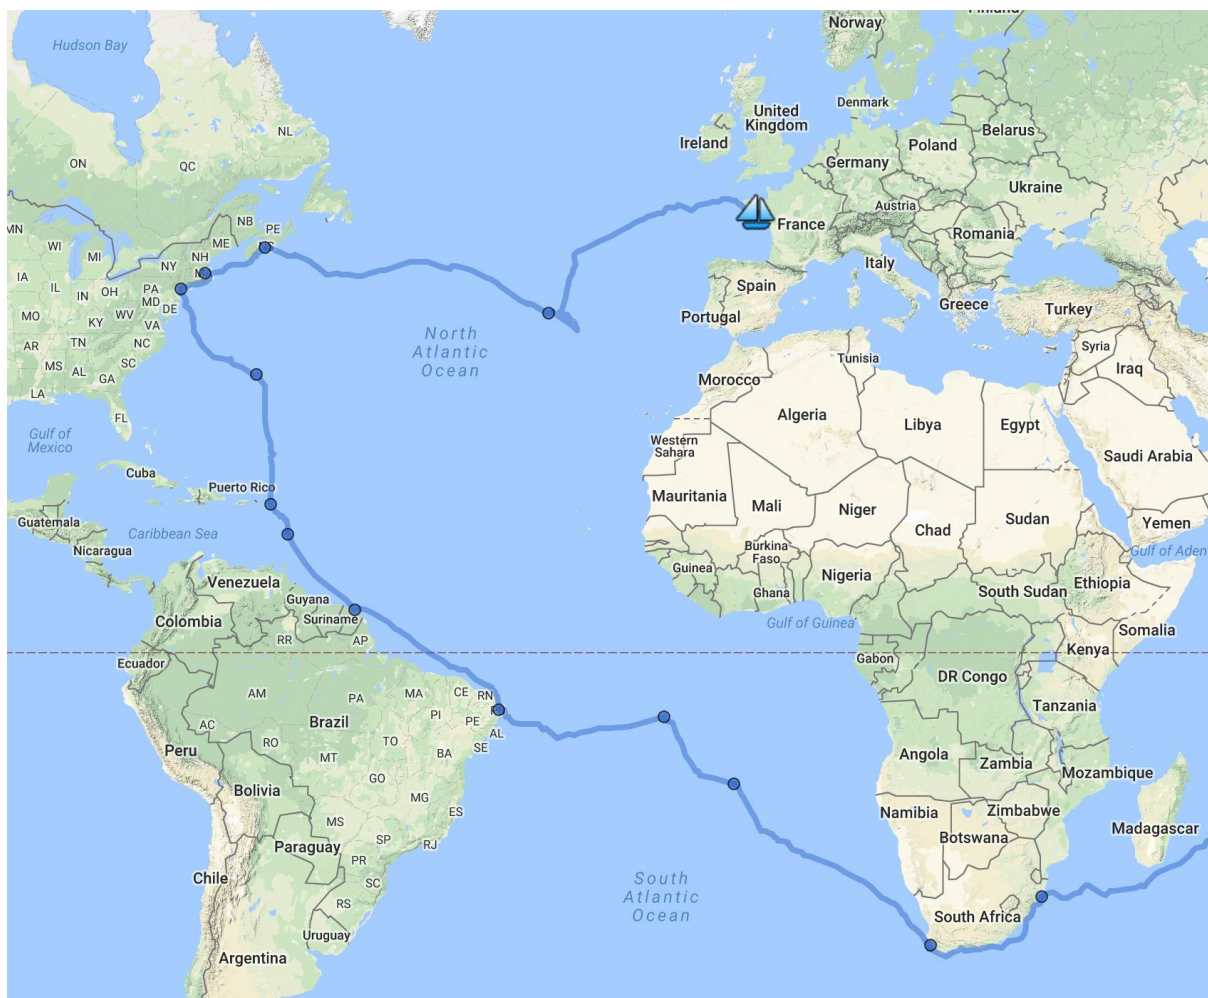 Hudson Bay
Norway
Denmark
United
Kingdom
Ireland
Belarus
Poland
Germany
Ukraine
Austria
France
Romania
Italy
Spain
Greece
Turkey
Portugal
NL
ON
QC
NB
PE
MN
WI
ME
MI
NH
NY
IA
IL
IN
OH
PA
MD
DE
MO
KY
WV
VA
AR
TN
NC
MS
AL
GA
SC
LA
FL
North
Atlantic
Ocean
Gulf of
Mexico
Cuba
Puerto Rico
Guatemala
Caribbean Sea
Nicaragua
Tunisia
Syria
Iraq
Morocco
Algeria
Libya
Egypt
Western
Sahara
Saudi Arabia
Mauritania
Mali
Niger
Chad
Sudan
Yemen
Gulf of Aden
Burkina
Faso
Guinea
Nigeria
Ghana
South Sudan
Ethiopia
Gulf of Guinea
Somalia
Venezuela
Guyana
Suriname
Colombia
RR
AP
Ecuador
Gabon
Kenya
DR Congo
Tanzania
AM
PA
MA
CE
RN
PI
PE
AL
AC
Brazil
Peru
RO
TO
SE
BA
MT
GO
Bolivia
MG
ES
MS
SP
RJ
Paraguay
PR
SC
RS
Chile
Uruguay
Argentina
Angola
Zambia
Mozambique
Namibia
Zimbabwe
Botswana
Madagascar
South Africa
South
Atlantic
Ocean